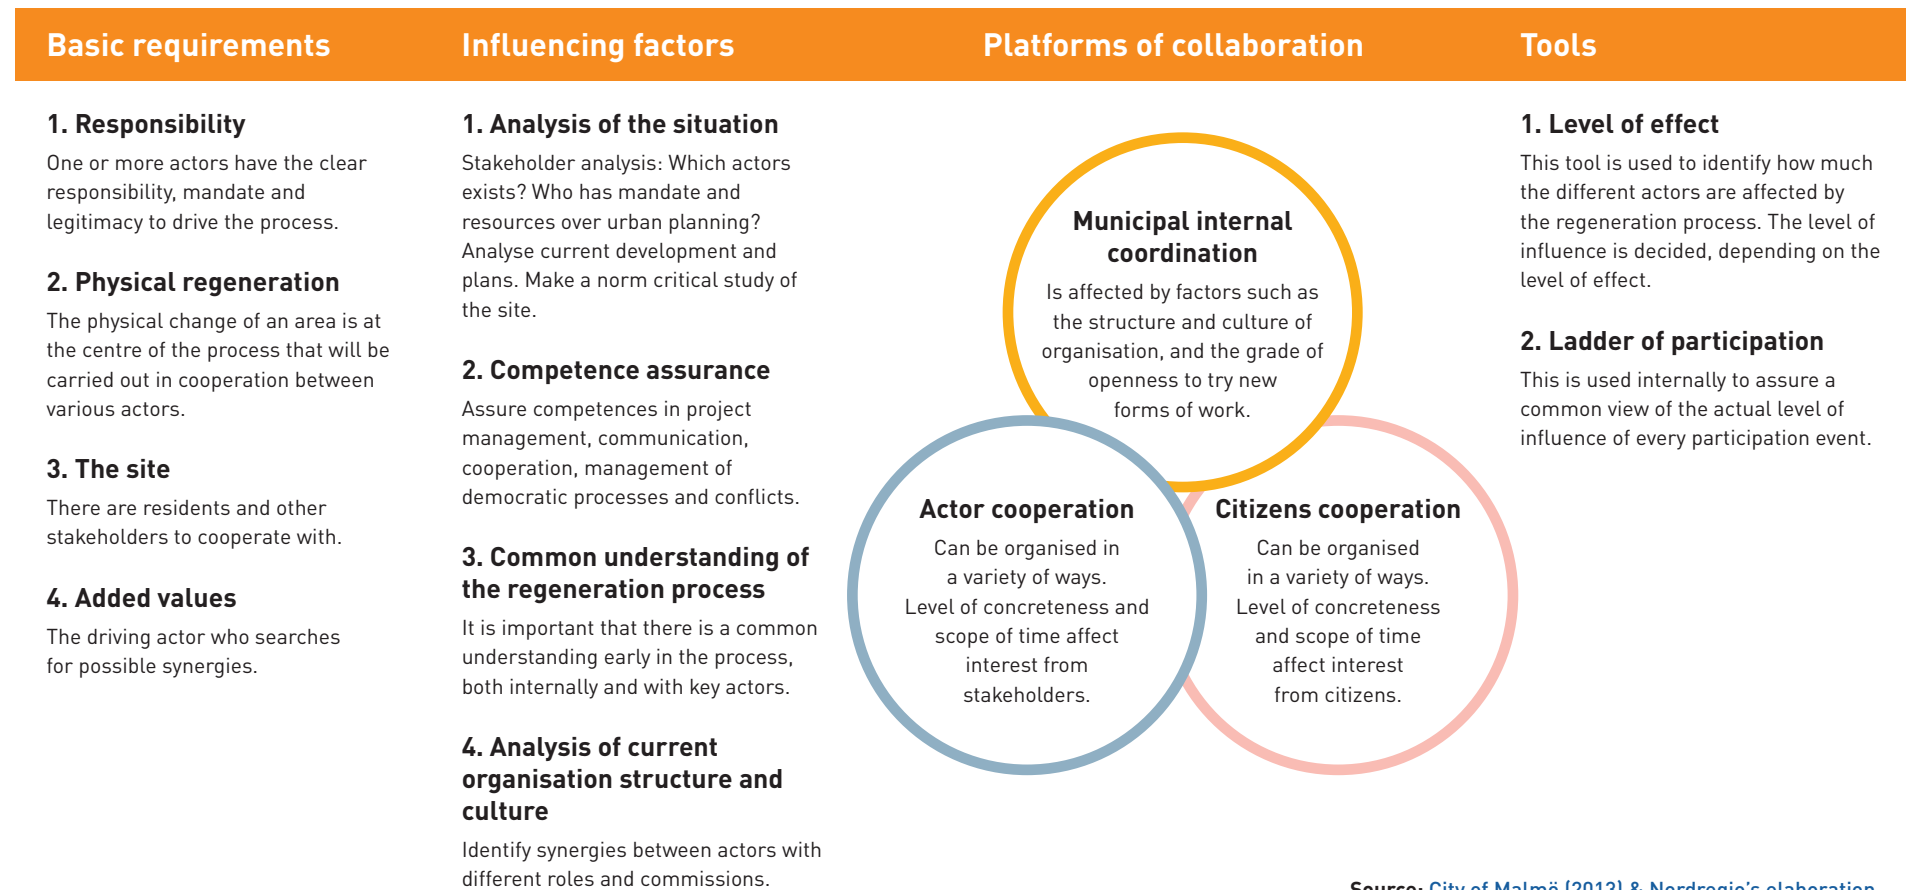 Basic requirements
Influencing factors
Platforms of collaboration
Tools
1. Responsibility
One or more actors have the clear
responsibility, mandate and
legitimacy to drive the process.
2. Physical regeneration
The physical change of an area is at
the centre of the process that will be
carried out in cooperation between
various actors.
3. The site
There are residents and other
stakeholders to cooperate with.
4. Added values
The driving actor who searches
for possible synergies.
1. Analysis of the situation
Stakeholder analysis: Which actors
exists? Who has mandate and
resources over urban planning?
Analyse current development and
plans. Make a norm critical study of
the site.
2. Competence assurance
Assure competences in project
management, communication,
cooperation, management of
democratic processes and conflicts.
3. Common understanding of
the regeneration process
It is important that there is a common
understanding early in the process,
both internally and with key actors.
4. Analysis of current
organisation structure and
culture
Identify synergies between actors with
different roles and commissions.
Municipal internal
coordination
Is affected by factors such as
the structure and culture of
organisation, and the grade of
openness to try new
forms of work.
Actor cooperation
Can be organised in
a variety of ways.
Level of concreteness and
scope of time affect
interest from
stakeholders.
Citizens cooperation
Can be organised
in a variety of ways.
Level of concreteness
and scope of time
affect interest
from citizens.
1. Level of effect
This tool is used to identify how much
the different actors are affected by
the regeneration process. The level of
influence is decided, depending on the
level of effect.
2. Ladder of participation
This is used internally to assure a
common view of the actual level of
influence of every participation event.
Source: City of Malmö (2013) & Nordregio's elaboration